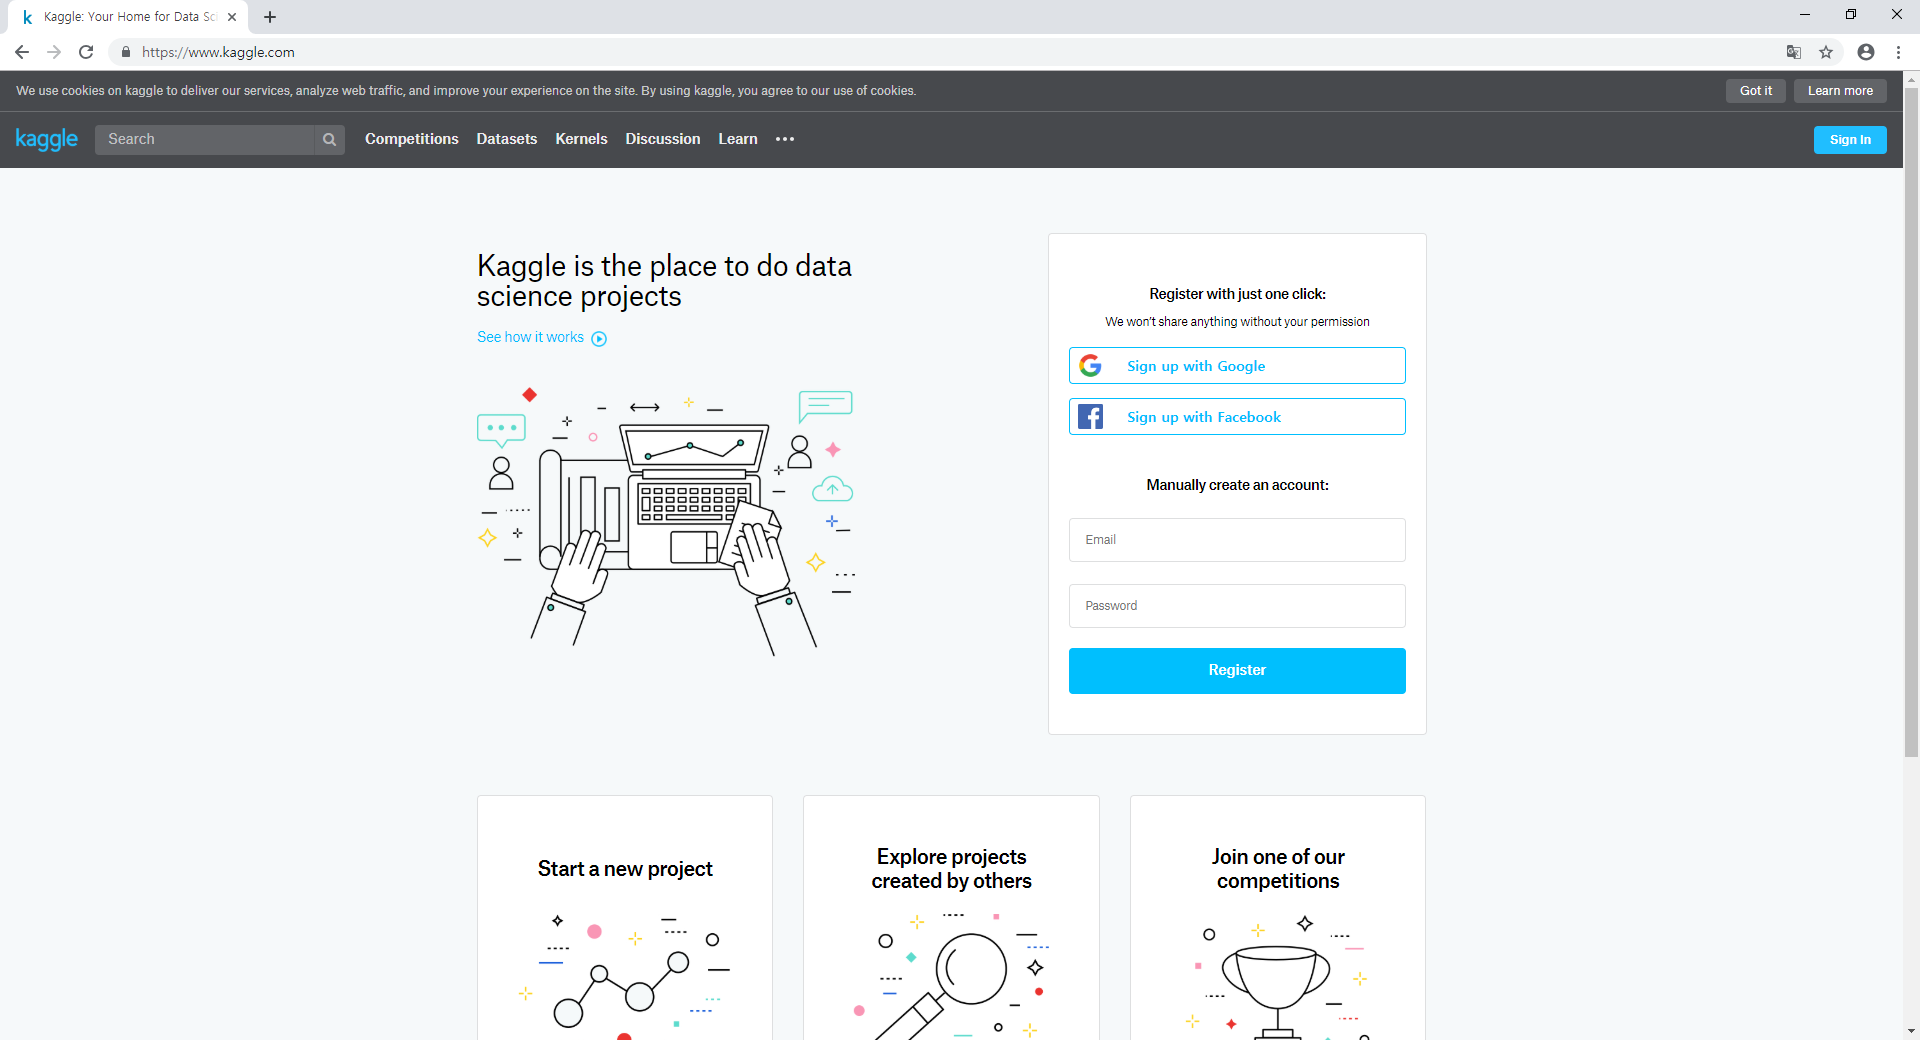 k Kaggle: Your Home for Data Sc
https://www.kaggle.com
We use cookies on kaggle to deliver our services, analyze web traffic, and improve your experience on the site. By using kaggle, you agree to our use of cookies.
Got it
Learn more
kaggle
Search
Competitions
Datasets
Kernels
Discussion
Learn
Sign In
Kaggle is the place to do data
science projects
See how it works
Register with just one click:
We won't share anything without your permission
Sign up with Google
Sign up with Facebook
Manually create an account:
Email
Password
Register
Start a new project
Explore projects
created by others
Join one of our
competitions